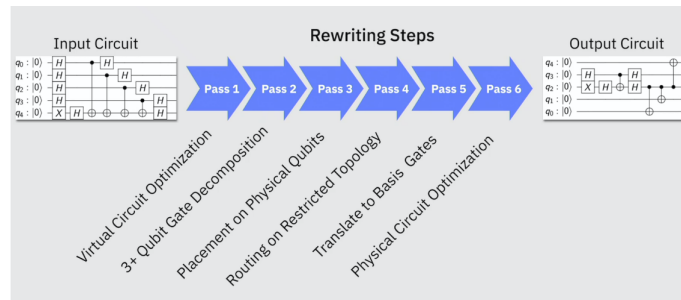 Rewriting Steps
Input Circuit
Output Circuit
q0 : |0⟩ H H
q1 : |0⟩ H H
q2 : |0⟩ H H
q3 : |0⟩ H H
q4 : |0⟩ X H H
Pass 1 Pass 2 Pass 3 Pass 4 Pass 5 Pass 6
q4 : |0⟩
q3 : |0⟩ H H
q2 : |0⟩ X H H
q1 : |0⟩
q0 : |0⟩
Virtual Circuit Optimization
3+ Qubit Gate Decomposition
Placement on Physical Qubits
Routing on Restricted Topology
Translate to Basis Gates
Physical Circuit Optimization